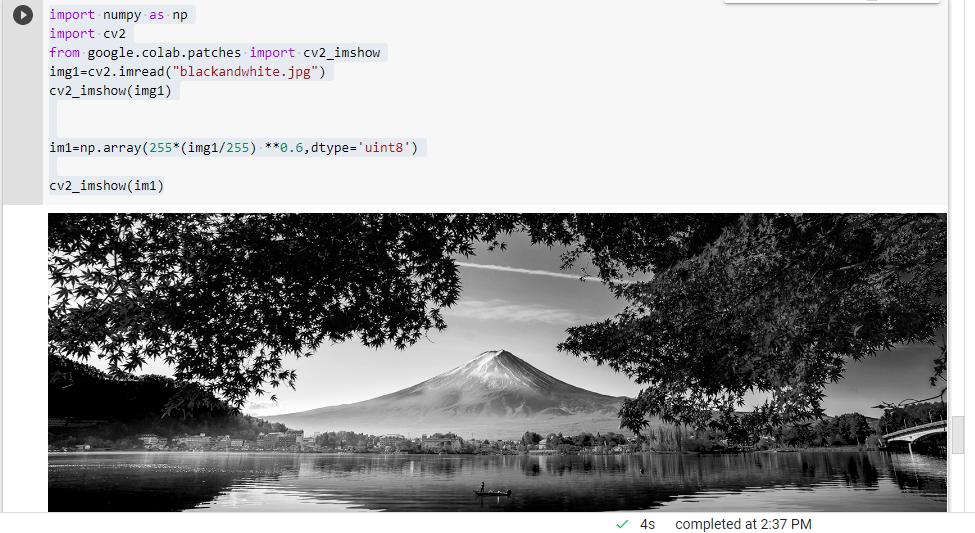 import numpy as np
import cv2
from google.colab.patches import cv2_imshow
img1=cv2.imread("blackandwhite.jpg")
cv2_imshow(img1)
im1=np.array(255*(img1/255) **0.6,dtype='uint8')
cv2_imshow(im1)
4s completed at 2:37 PM